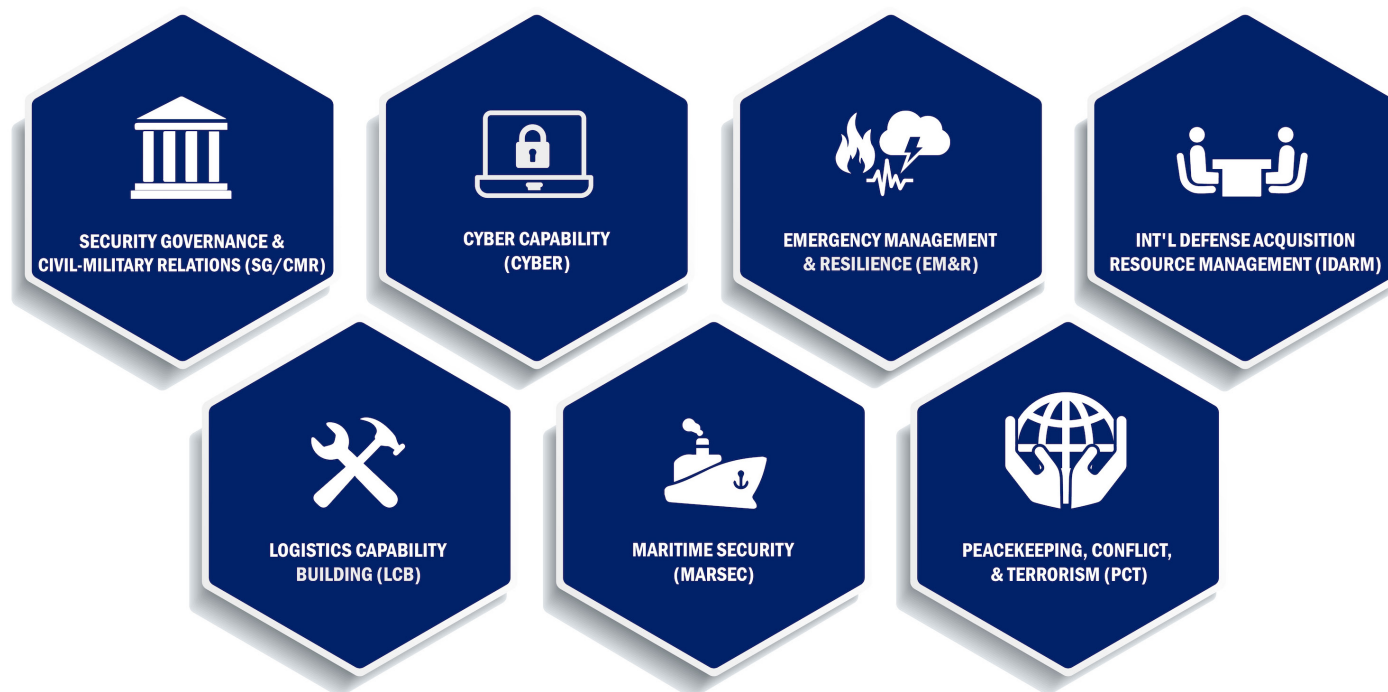 SECURITY GOVERNANCE &
CIVIL-MILITARY RELATIONS (SG/CMR)
CYBER CAPABILITY
(CYBER)
EMERGENCY MANAGEMENT
& RESILIENCE (EM&R)
INT'L DEFENSE ACQUISITION
RESOURCE MANAGEMENT (IDARM)
LOGISTICS CAPABILITY
BUILDING (LCB)
MARITIME SECURITY
(MARSEC)
PEACEKEEPING, CONFLICT,
& TERRORISM (PCT)